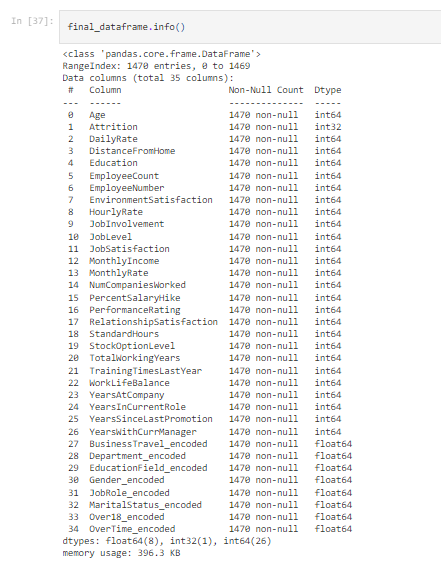 In [37]:
final_dataframe.info()
<class 'pandas.core.frame.DataFrame'>
RangeIndex: 1470 entries, 0 to 1469
Data columns (total 35 columns):
 #   Column                    Non-Null Count  Dtype
---  ------                    --------------  -----
 0   Age                       1470 non-null   int64
 1   Attrition                 1470 non-null   int32
 2   DailyRate                 1470 non-null   int64
 3   DistanceFromHome          1470 non-null   int64
 4   Education                 1470 non-null   int64
 5   EmployeeCount             1470 non-null   int64
 6   EmployeeNumber            1470 non-null   int64
 7   EnvironmentSatisfaction   1470 non-null   int64
 8   HourlyRate                1470 non-null   int64
 9   JobInvolvement            1470 non-null   int64
 10  JobLevel                  1470 non-null   int64
 11  JobSatisfaction           1470 non-null   int64
 12  MonthlyIncome             1470 non-null   int64
 13  MonthlyRate               1470 non-null   int64
 14  NumCompaniesWorked        1470 non-null   int64
 15  PercentSalaryHike         1470 non-null   int64
 16  PerformanceRating         1470 non-null   int64
 17  RelationshipSatisfaction  1470 non-null   int64
 18  StandardHours             1470 non-null   int64
 19  StockOptionLevel          1470 non-null   int64
 20  TotalWorkingYears         1470 non-null   int64
 21  TrainingTimesLastYear     1470 non-null   int64
 22  WorkLifeBalance           1470 non-null   int64
 23  YearsAtCompany            1470 non-null   int64
 24  YearsInCurrentRole        1470 non-null   int64
 25  YearsSinceLastPromotion   1470 non-null   int64
 26  YearsWithCurrManager      1470 non-null   int64
 27  BusinessTravel_encoded    1470 non-null   float64
 28  Department_encoded        1470 non-null   float64
 29  EducationField_encoded    1470 non-null   float64
 30  Gender_encoded            1470 non-null   float64
 31  JobRole_encoded           1470 non-null   float64
 32  MaritalStatus_encoded     1470 non-null   float64
 33  Over18_encoded            1470 non-null   float64
 34  OverTime_encoded          1470 non-null   float64
dtypes: float64(8), int32(1), int64(26)
memory usage: 396.3 KB